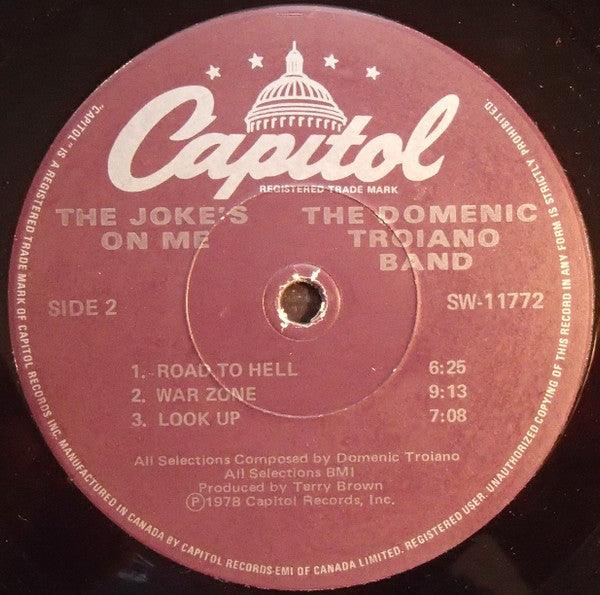 Capitol
REGISTERED TRADE MARK
THE JOKE'S
ON ME
THE DOMENIC
TROIANO
BAND
SIDE 2
SW-11772
1. ROAD TO HELL 6:25
2. WAR ZONE 9:13
3. LOOK UP 7:08
All Selections Composed by Domenic Troiano
All Selections BMI
Produced by Terry Brown
Ⓟ1978 Capitol Records, Inc.
"CAPITOL" IS A REGISTERED TRADE MARK OF CAPITOL RECORDS INC. MANUFACTURED IN CANADA BY CAPITOL RECORDS-EMI OF CANADA LIMITED. REGISTERED USER. UNAUTHORIZED COPYING OF THIS RECORD IN ANY FORM IS STRICTLY PROHIBITED.